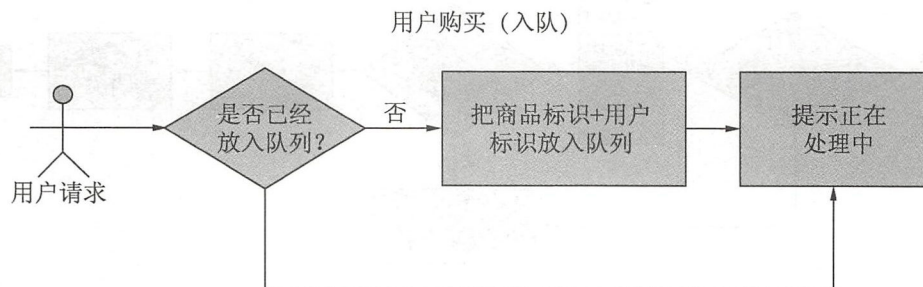 用户购买（入队）
是否已经
放入队列？
否
把商品标识+用户
标识放入队列
提示正在
处理中
用户请求